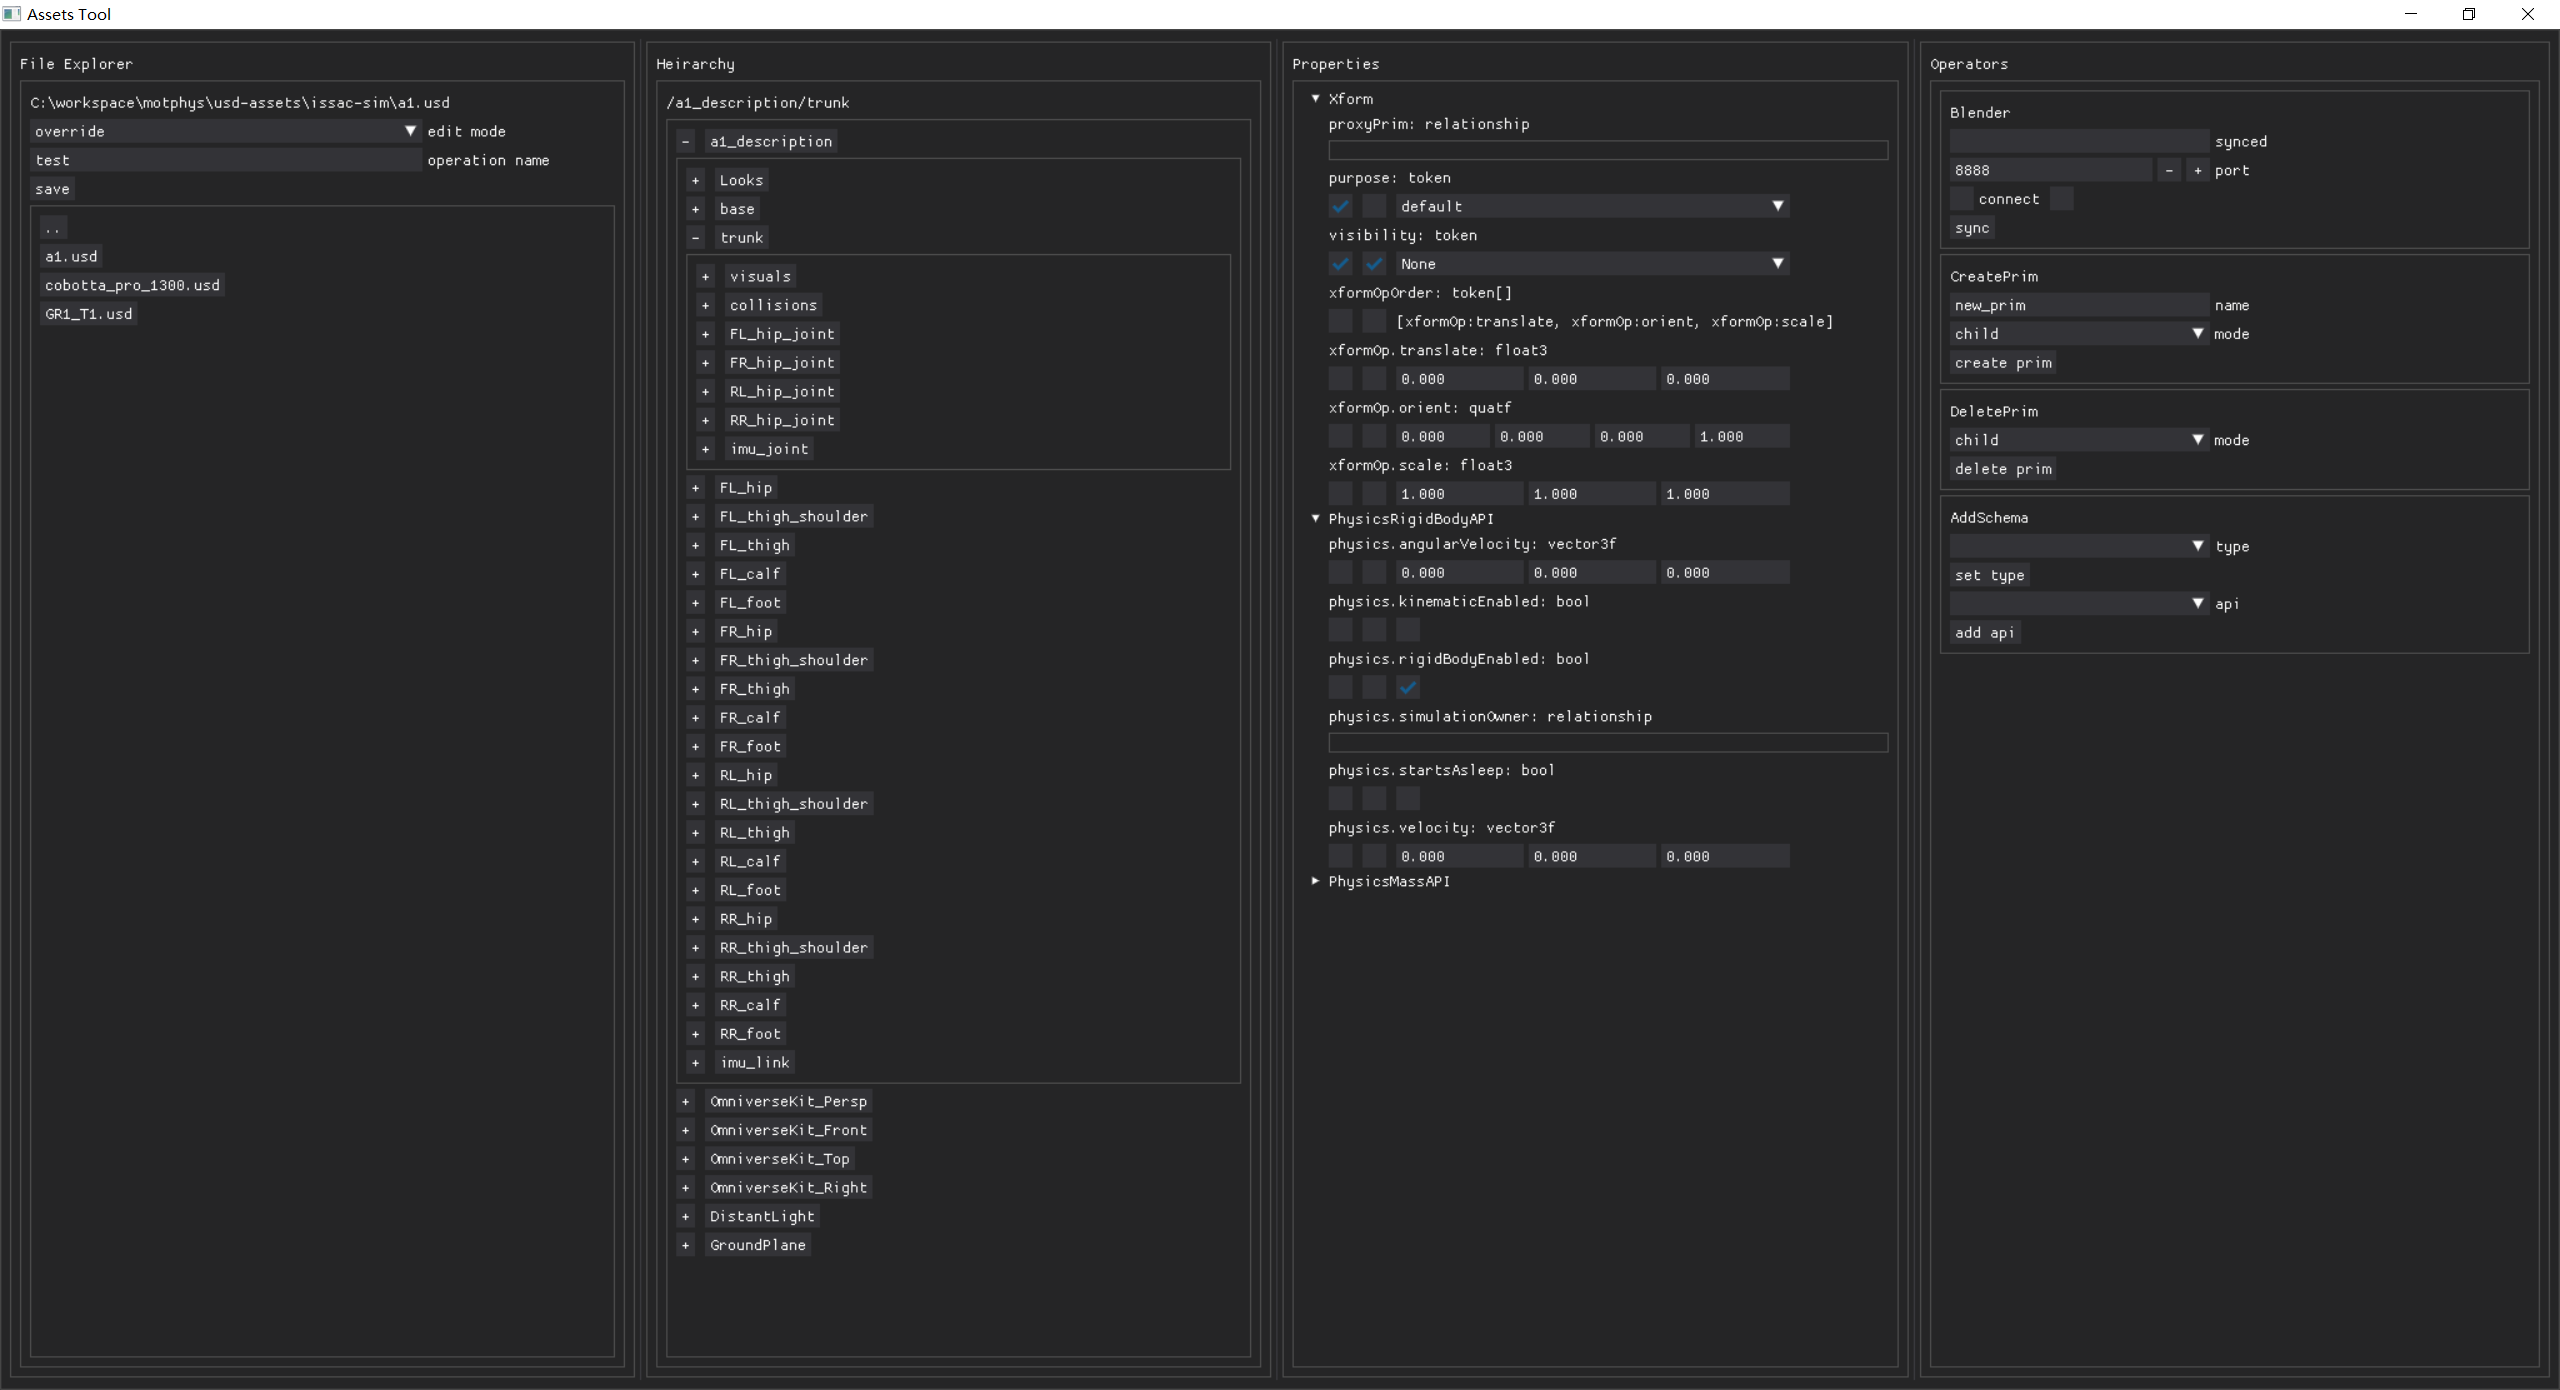 Assets Tool
File Explorer
C:\workspace\motphys\usd-assets\issac-sim\a1.usd
override edit mode
test operation name
save
..
a1.usd
cobotta_pro_1300.usd
GR1_T1.usd
Heirarchy
/a1_description/trunk
- a1_description
+ Looks
+ base
- trunk
+ visuals
+ collisions
+ FL_hip_joint
+ FR_hip_joint
+ RL_hip_joint
+ RR_hip_joint
+ imu_joint
+ FL_hip
+ FL_thigh_shoulder
+ FL_thigh
+ FL_calf
+ FL_foot
+ FR_hip
+ FR_thigh_shoulder
+ FR_thigh
+ FR_calf
+ FR_foot
+ RL_hip
+ RL_thigh_shoulder
+ RL_thigh
+ RL_calf
+ RL_foot
+ RR_hip
+ RR_thigh_shoulder
+ RR_thigh
+ RR_calf
+ RR_foot
+ imu_link
+ OmniverseKit_Persp
+ OmniverseKit_Front
+ OmniverseKit_Top
+ OmniverseKit_Right
+ DistantLight
+ GroundPlane
Properties
Xform
proxyPrim: relationship
purpose: token
default
visibility: token
None
xformOpOrder: token[]
[xformOp:translate, xformOp:orient, xformOp:scale]
xformOp.translate: float3
0.000 0.000 0.000
xformOp.orient: quatf
0.000 0.000 0.000 1.000
xformOp.scale: float3
1.000 1.000 1.000
PhysicsRigidBodyAPI
physics.angularVelocity: vector3f
0.000 0.000 0.000
physics.kinematicEnabled: bool
physics.rigidBodyEnabled: bool
physics.simulationOwner: relationship
physics.startsAsleep: bool
physics.velocity: vector3f
0.000 0.000 0.000
PhysicsMassAPI
Operators
Blender
synced
8888 - + port
connect
sync
CreatePrim
new_prim name
child mode
create prim
DeletePrim
child mode
delete prim
AddSchema
type
set type
api
add api